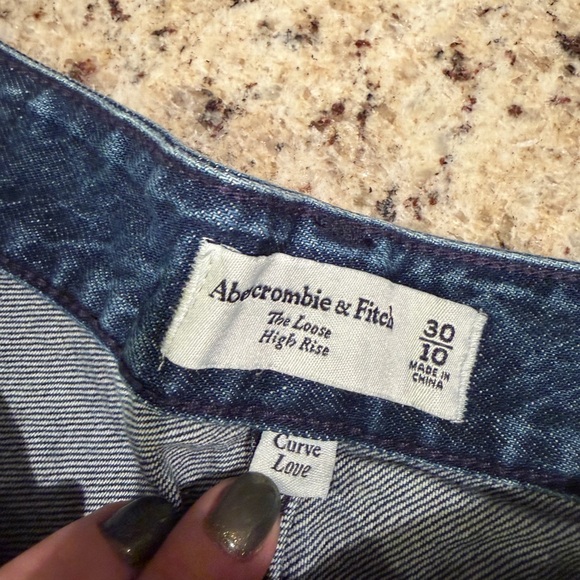 Abercrombie & Fitch
The Loose
High Rise
30
10
MADE IN
CHINA
Curve
Love